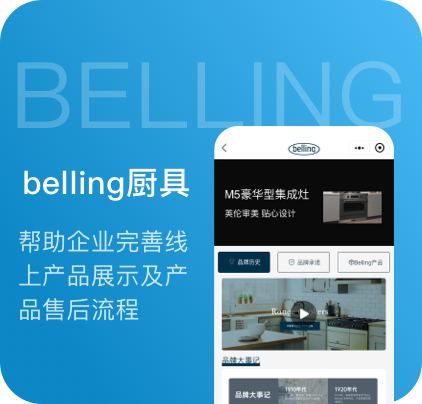 BELLING
belling厨具
帮助企业完善线
上产品展示及产
品售后流程
belling
M5豪华型集成灶
美伦审美 贴心设计
品牌历史
品牌承诺
Belling产品
品牌大事记
品牌大事记
1910年代
1920年代